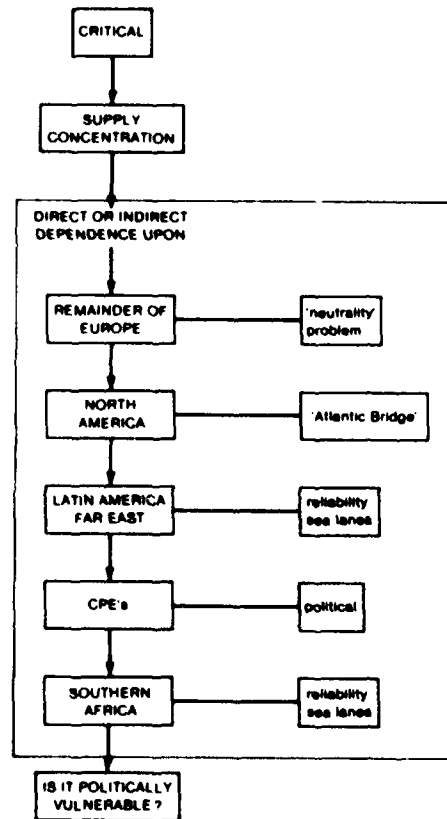 CRITICAL
SUPPLY
CONCENTRATION
DIRECT OR INDIRECT
DEPENDENCE UPON
REMAINDER OF
EUROPE
'neutrality'
problem
NORTH
AMERICA
'Atlantic Bridge'
LATIN AMERICA
FAR EAST
reliability
sea lanes
CPE's
political
SOUTHERN
AFRICA
reliability
sea lanes
IS IT POLITICALLY
VULNERABLE?